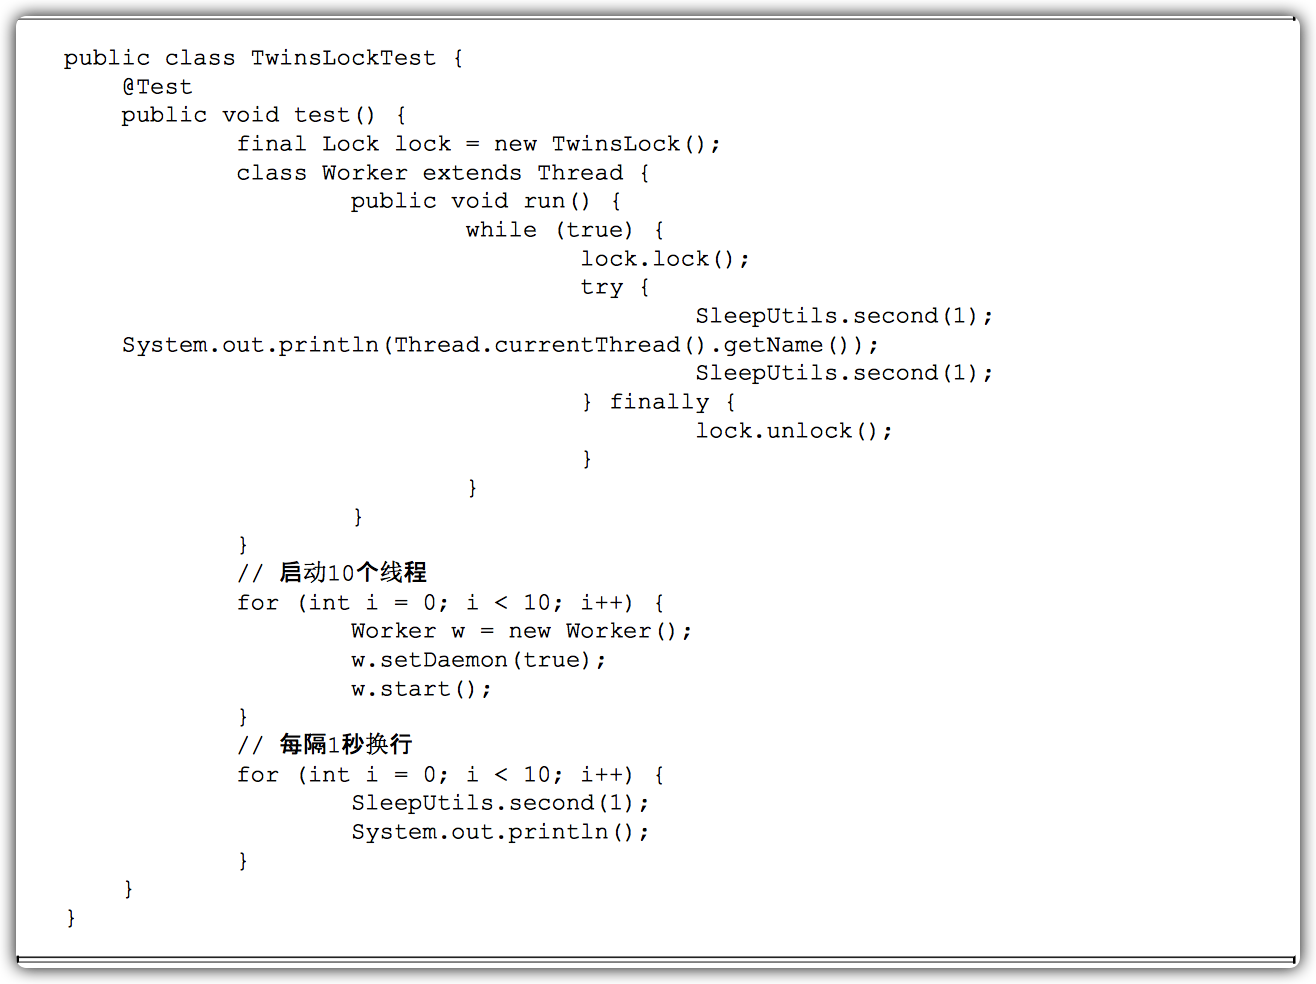 public class TwinsLockTest {
@Test
public void test() {
final Lock lock = new TwinsLock();
class Worker extends Thread {
public void run() {
while (true) {
lock.lock();
try {
SleepUtils.second(1);
System.out.println(Thread.currentThread().getName());
SleepUtils.second(1);
} finally {
lock.unlock();
}
}
}
}
// 启动10个线程
for (int i = 0; i < 10; i++) {
Worker w = new Worker();
w.setDaemon(true);
w.start();
}
// 每隔1秒换行
for (int i = 0; i < 10; i++) {
SleepUtils.second(1);
System.out.println();
}
}
}